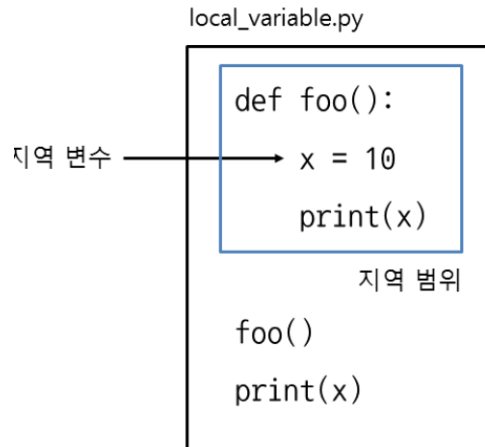 local_variable.py
def foo():
지역 변수
x = 10
print(x)
지역 범위
foo()
print(x)